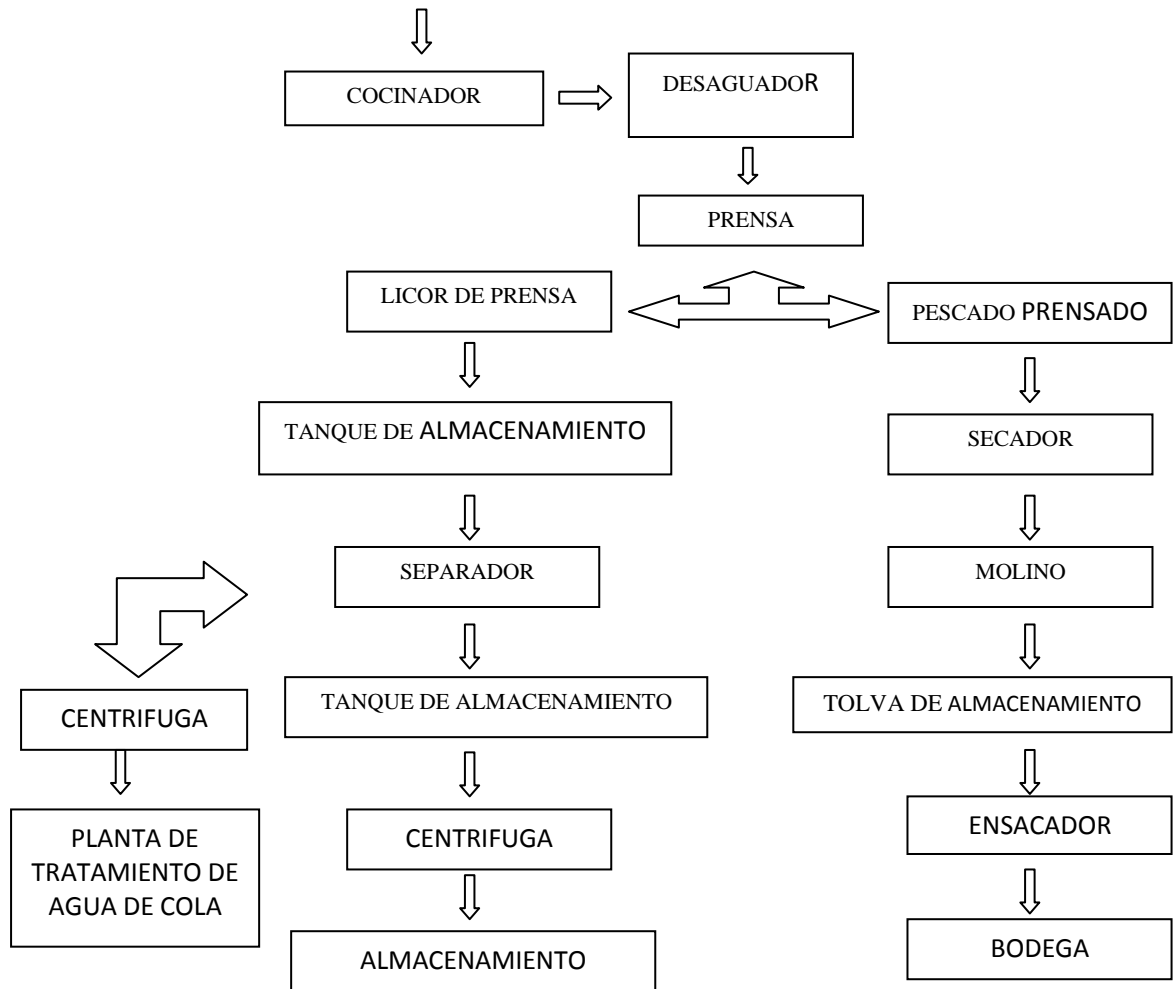 COCINADOR
DESAGUADOR
PRENSA
LICOR DE PRENSA
PESCADO PRENSADO
TANQUE DE ALMACENAMIENTO
SECADOR
SEPARADOR
MOLINO
CENTRIFUGA
TANQUE DE ALMACENAMIENTO
TOLVA DE ALMACENAMIENTO
PLANTA DE
TRATAMIENTO DE
AGUA DE COLA
CENTRIFUGA
ENSACADOR
ALMACENAMIENTO
BODEGA